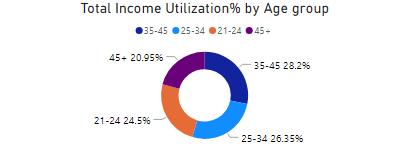 Total Income Utilization% by Age group
35-45 25-34 21-24 45+
45+ 20.95%
35-45 28.2%
21-24 24.5%
25-34 26.35%